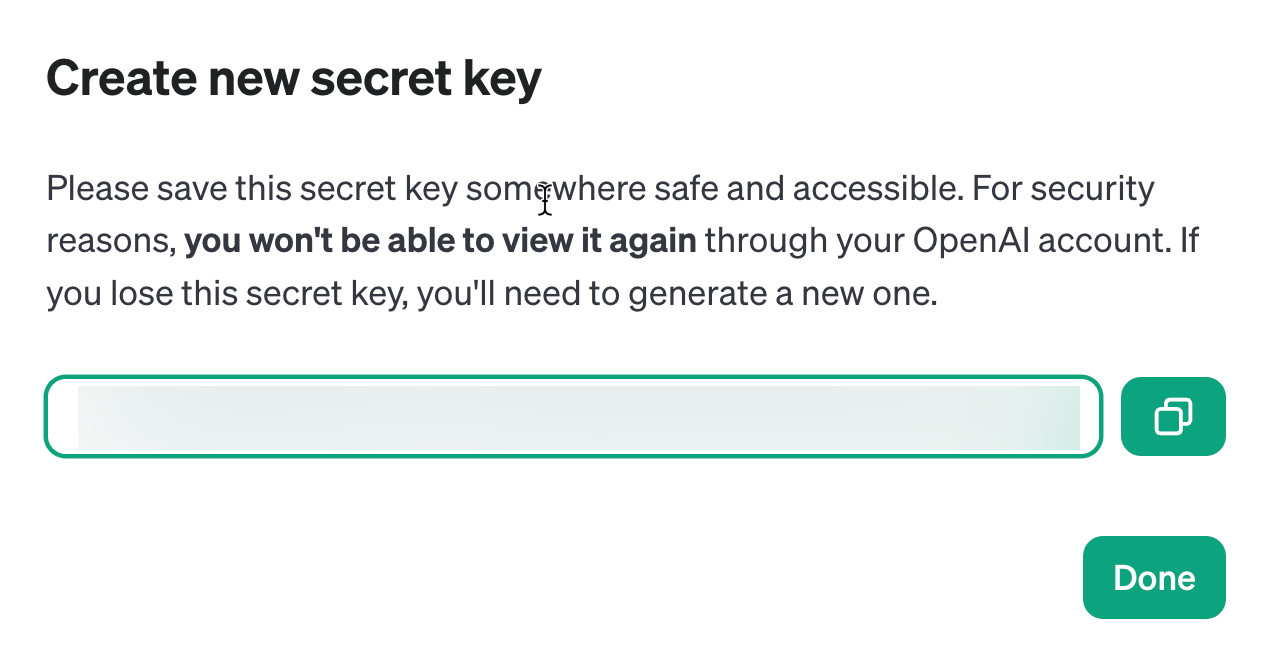 Create new secret key
Please save this secret key somewhere safe and accessible. For security
reasons, you won't be able to view it again through your OpenAI account. If
you lose this secret key, you'll need to generate a new one.
Done